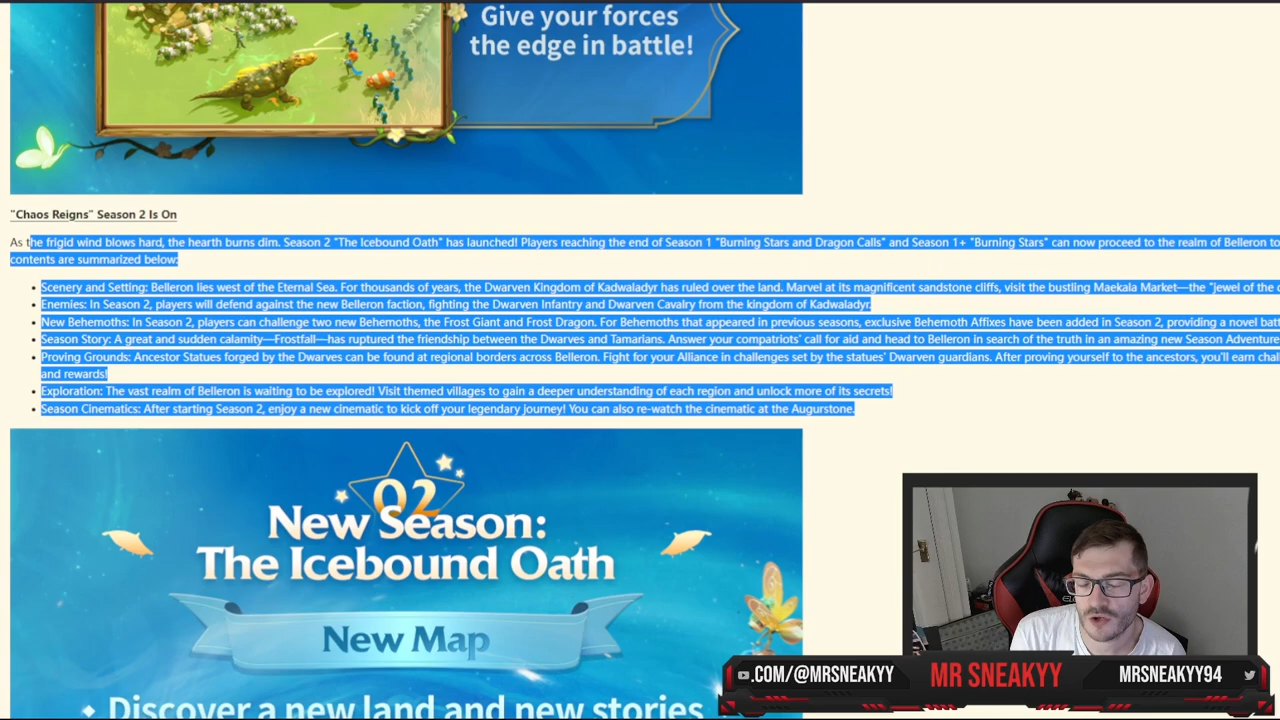 Give your forces
the edge in battle!
"Chaos Reigns" Season 2 Is On
As the frigid wind blows hard, the hearth burns dim. Season 2 "The Icebound Oath" has launched! Players reaching the end of Season 1 "Burning Stars and Dragon Calls" and Season 1+ "Burning Stars" can now proceed to the realm of Belleron to
contents are summarized below:
• Scenery and Setting: Belleron lies west of the Eternal Sea. For thousands of years, the Dwarven Kingdom of Kadwaladyr has ruled over the land. Marvel at its magnificent sandstone cliffs, visit the bustling Maekala Market—the "jewel of the
• Enemies: In Season 2, players will defend against the new Belleron faction, fighting the Dwarven Infantry and Dwarven Cavalry from the kingdom of Kadwaladyr.
• New Behemoths: In Season 2, players can challenge two new Behemoths, the Frost Giant and Frost Dragon. For Behemoths that appeared in previous seasons, exclusive Behemoth Affixes have been added in Season 2, providing a novel
• Season Story: A great and sudden calamity—Frostfall—has ruptured the friendship between the Dwarves and Tamarians. Answer your compatriots' call for aid and head to Belleron in search of the truth in an amazing new Season Adventure
• Proving Grounds: Ancestor Statues forged by the Dwarves can be found at regional borders across Belleron. Fight for your Alliance in challenges set by the statues' Dwarven guardians. After proving yourself to the ancestors, you'll earn
and rewards!
• Exploration: The vast realm of Belleron is waiting to be explored! Visit themed villages to gain a deeper understanding of each region and unlock more of its secrets!
• Season Cinematics: After starting Season 2, enjoy a new cinematic to kick off your legendary journey! You can also re-watch the cinematic at the Augurstone.
02
New Season:
The Icebound Oath
New Map
Discover a new land and new stories
.COM/@MRSNEAKYY
MR SNEAKYY
MRSNEAKYY94